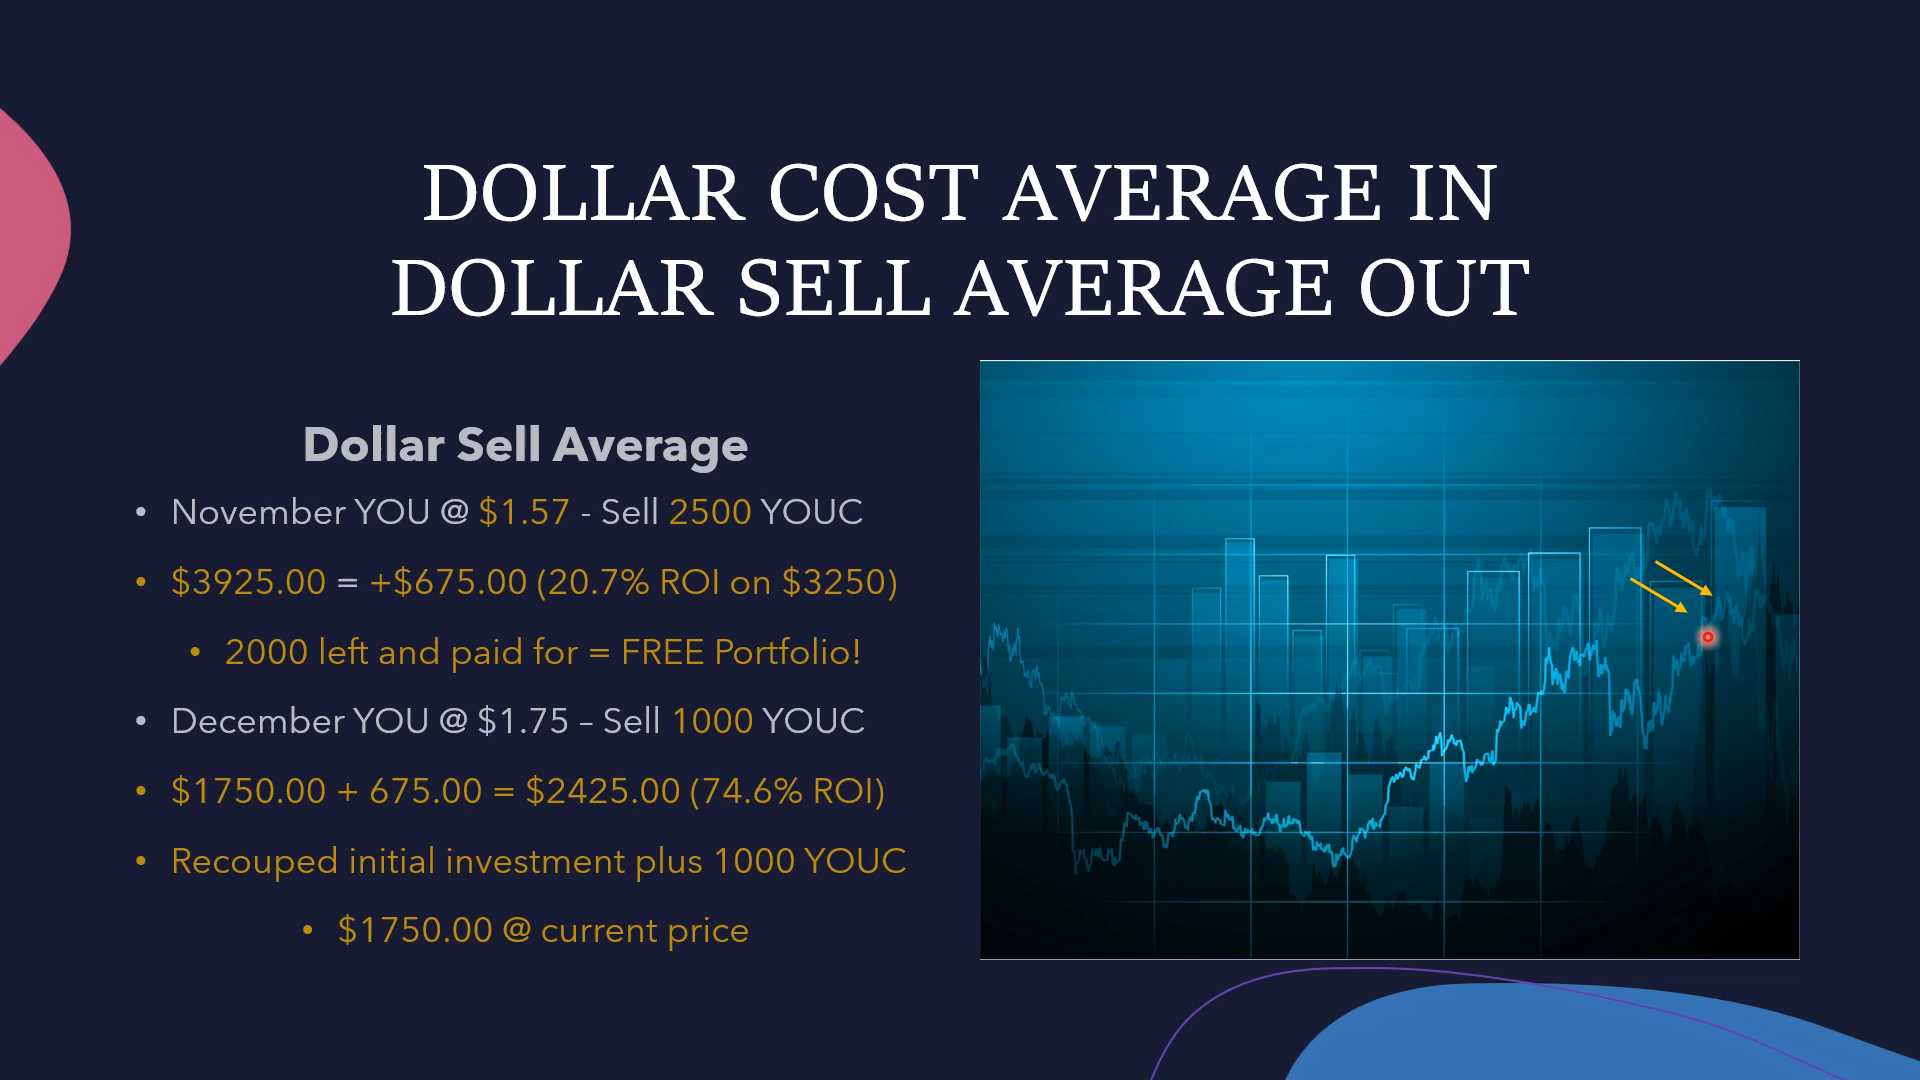 DOLLAR COST AVERAGE IN
DOLLAR SELL AVERAGE OUT
Dollar Sell Average
• November YOU @ $1.57 - Sell 2500 YOUC
• $3925.00 = +$675.00 (20.7% ROI on $3250)
• 2000 left and paid for = FREE Portfolio!
• December YOU @ $1.75 – Sell 1000 YOUC
• $1750.00 + 675.00 = $2425.00 (74.6% ROI)
• Recouped initial investment plus 1000 YOUC
• $1750.00 @ current price